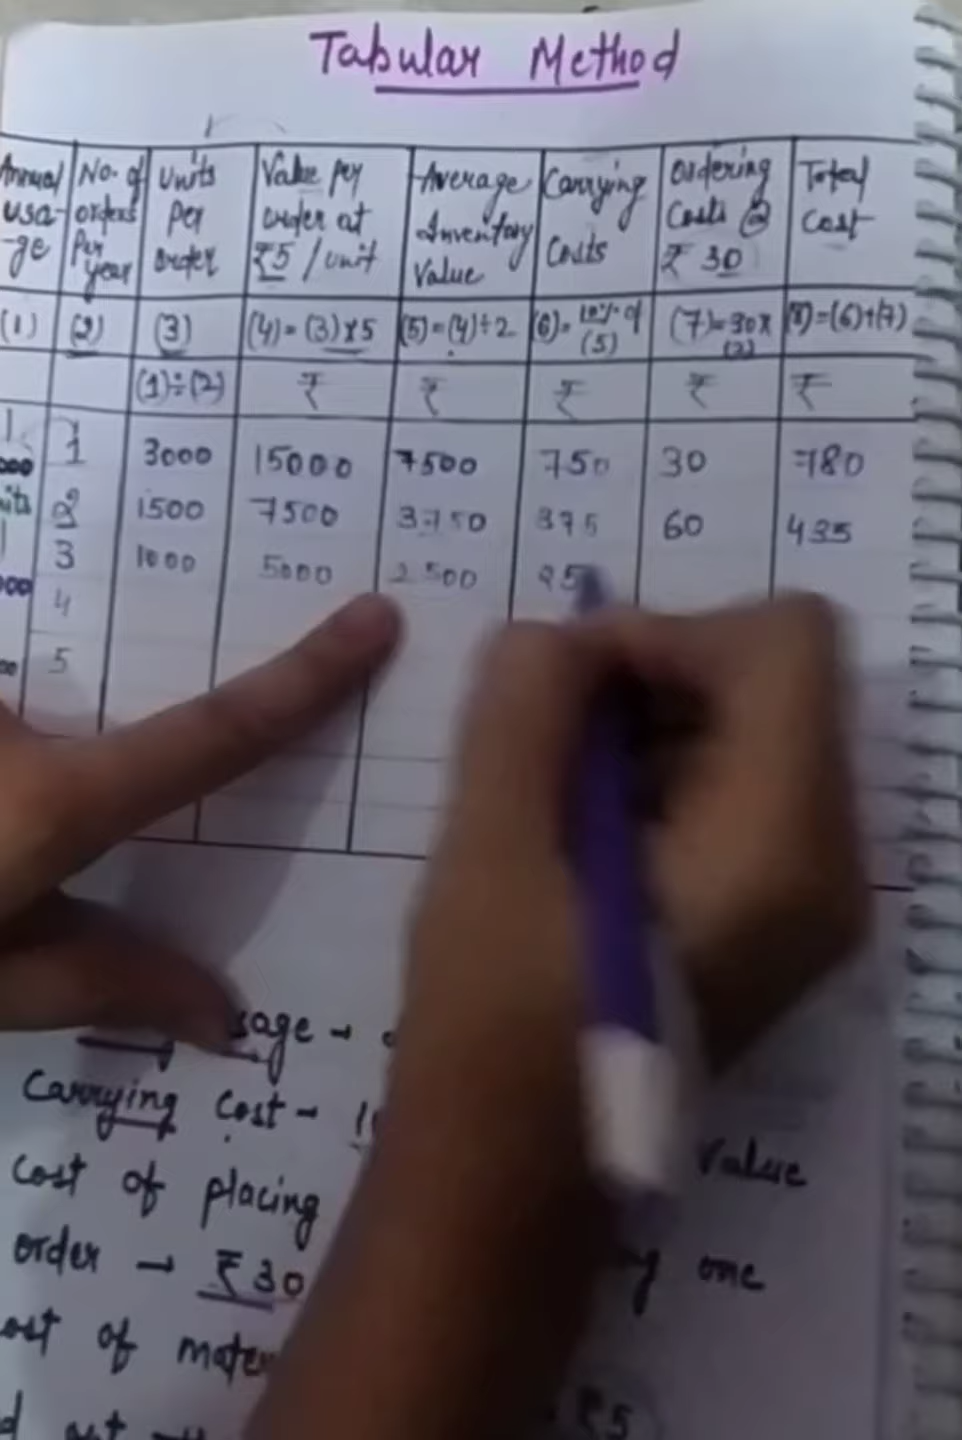 Tabular Method
Annual usa-ge
No. of orders Per year
Units Per order
Value per order at ₹5 /unit
Average Inventory Value
Carrying Costs
Ordering Costs @ ₹ 30
Total Cost
(1) (2) (3) (4)=(3)x5 (5)=(4)÷2 (6)=10% of (5) (7)=30x(2) (8)=(6)+(7)
(1)÷(2) ₹ ₹ ₹ ₹ ₹
1 3000 15000 7500 750 30 780
2 1500 7500 3750 375 60 435
3 1000 5000 2500 25
4
5
Carrying Cost - Value
Cost of placing
order → ₹30 one
of
₹5